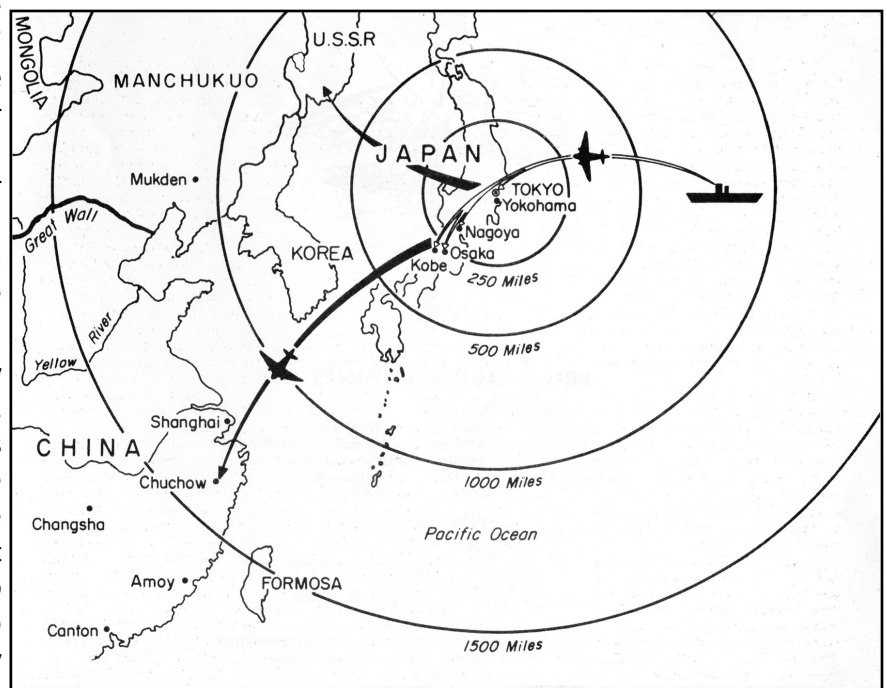 MONGOLIA
U.S.S.R
MANCHUKUO
JAPAN
Mukden
TOKYO
Yokohama
Great Wall
Nagoya
KOREA
Osaka
Kobe
250 Miles
River
Yellow
500 Miles
Shanghai
CHINA
Chuchow
1000 Miles
Changsha
Pacific Ocean
Amoy
FORMOSA
Canton
1500 Miles